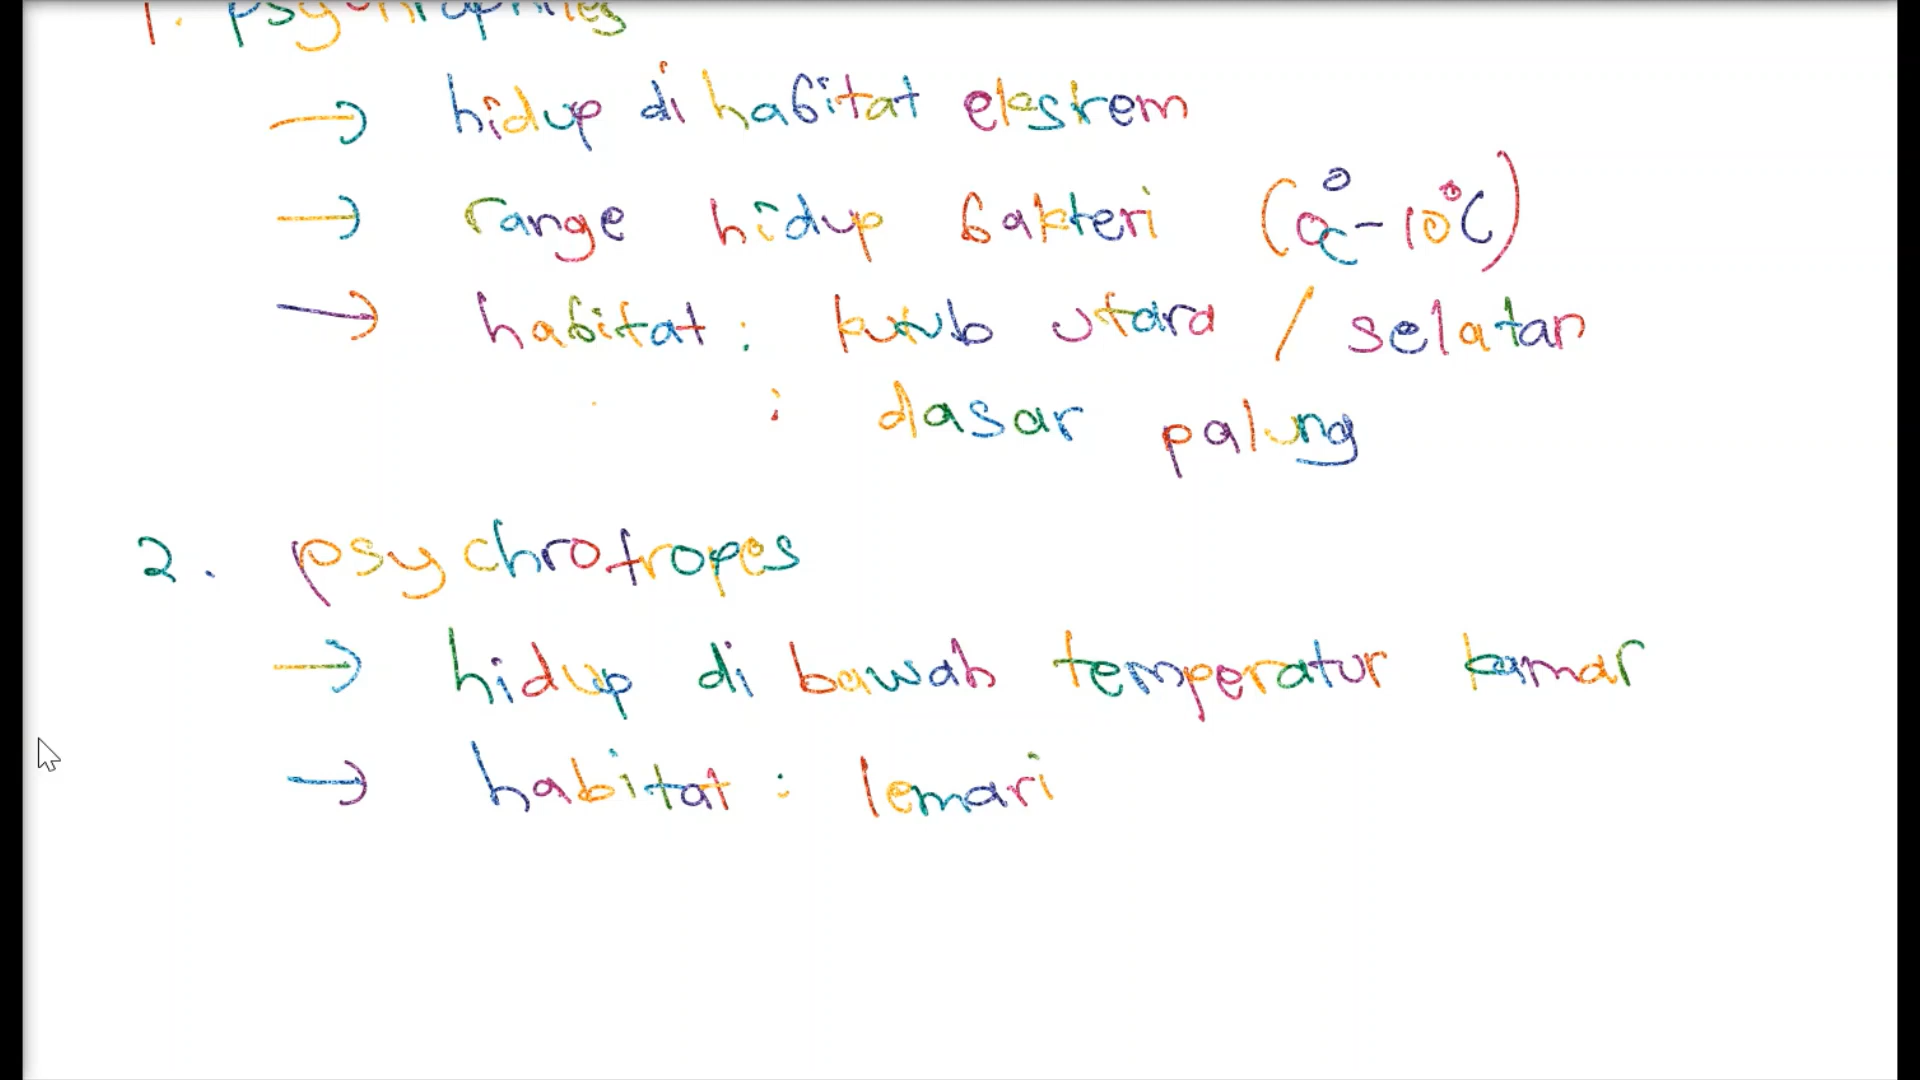 1.
→ hidup di habitat ekstrem
→ range hidup bakteri (0°C - 10°C)
→ habitat : kutub utara / selatan
: dasar palung
2. psychrotropes
→ hidup di bawah temperatur kamar
→ habitat : lemari